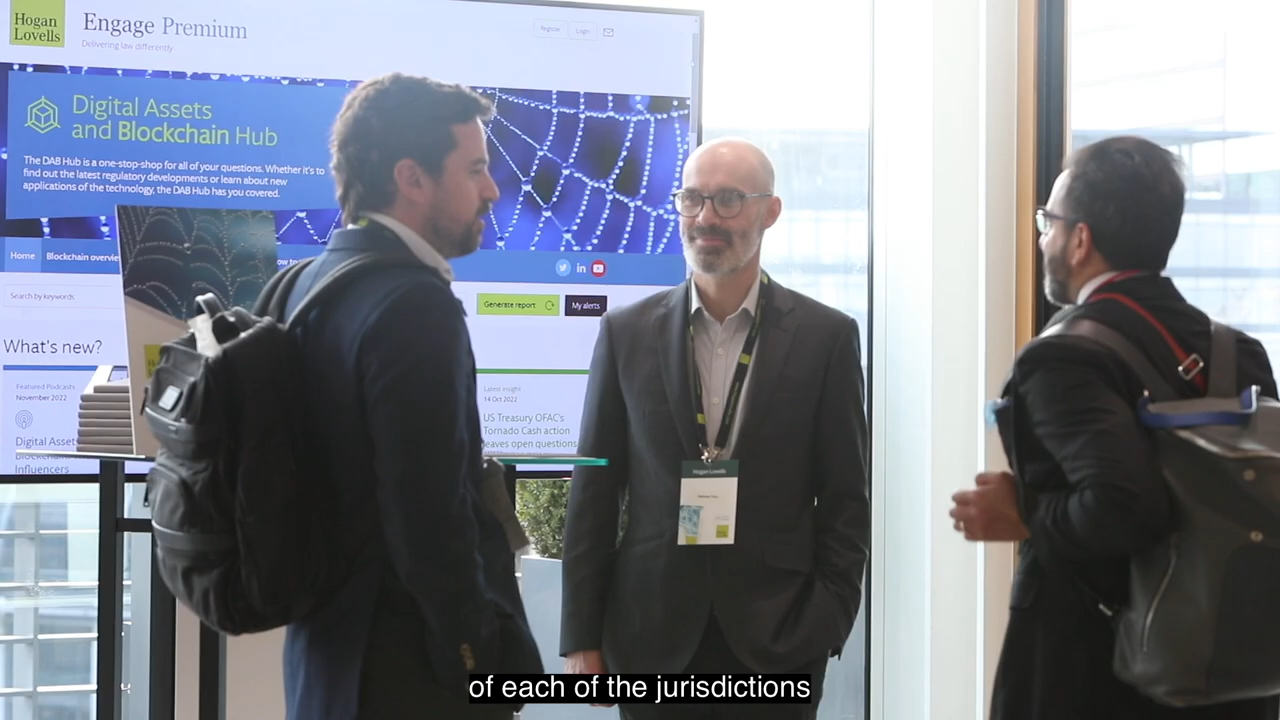 Hogan
Lovells
Engage Premium
Delivering law differently
Register
Login
Digital Assets
and Blockchain Hub
The DAB Hub is a one-stop-shop for all of your questions. Whether it's to
find out the latest regulatory developments or learn about new
applications of the technology, the DAB Hub has you covered.
Home
Blockchain overvie
how to
in
Search by keywords
Generate report
My alerts
What's new?
Featured Podcasts
November 2022
Digital Asset
Influencers
Latest insight
14 Oct 2022
US Treasury OFAC's
Tornado Cash action
leaves open questions
Hogan Lovells
of each of the jurisdictions